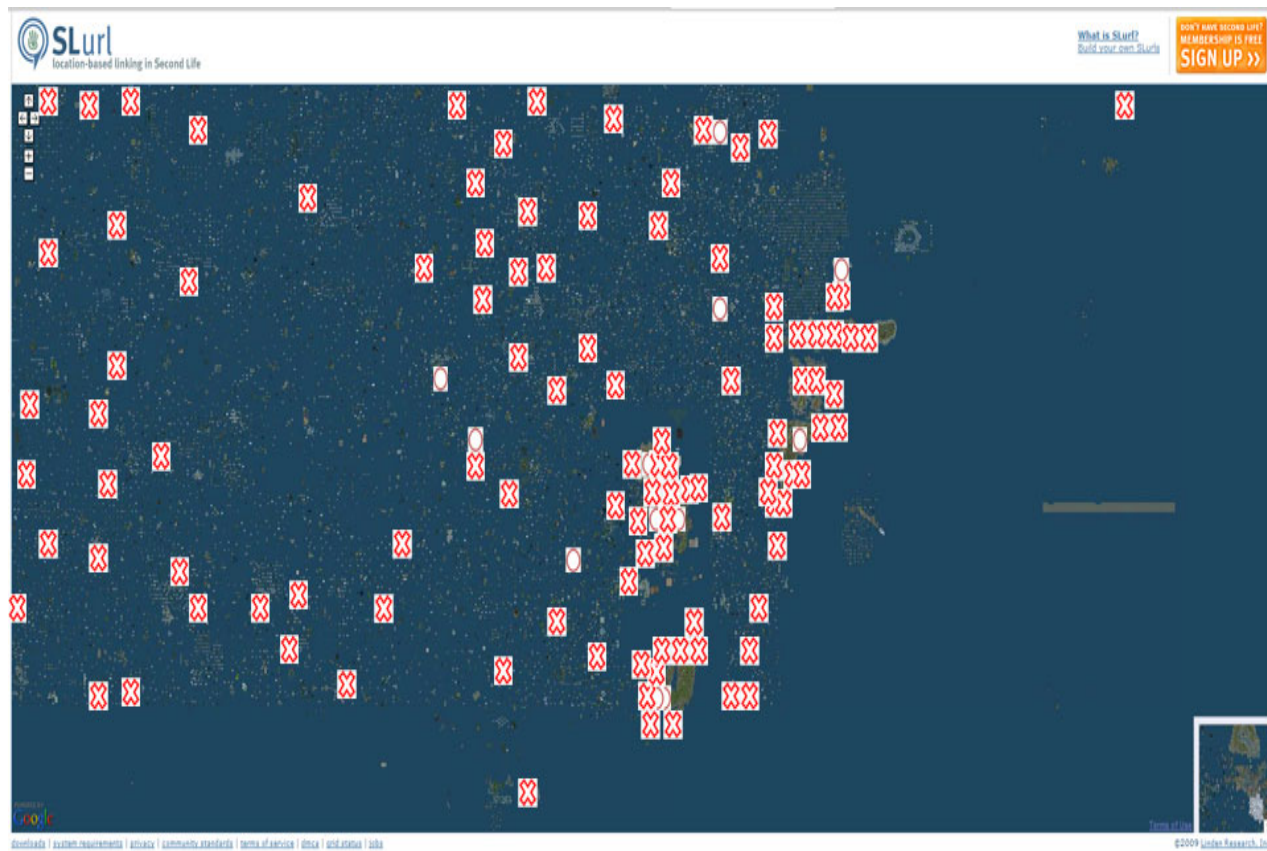 SLurl
location-based linking in Second Life
What is SLurl?
Build your own SLurls
DON'T HAVE SECOND LIFE?
MEMBERSHIP IS FREE
SIGN UP >>
POWERED BY
Google
Terms of Use
downloads | system requirements | privacy | community standards | terms of service | dmca | grid status | jobs
©2009 Linden Research, In